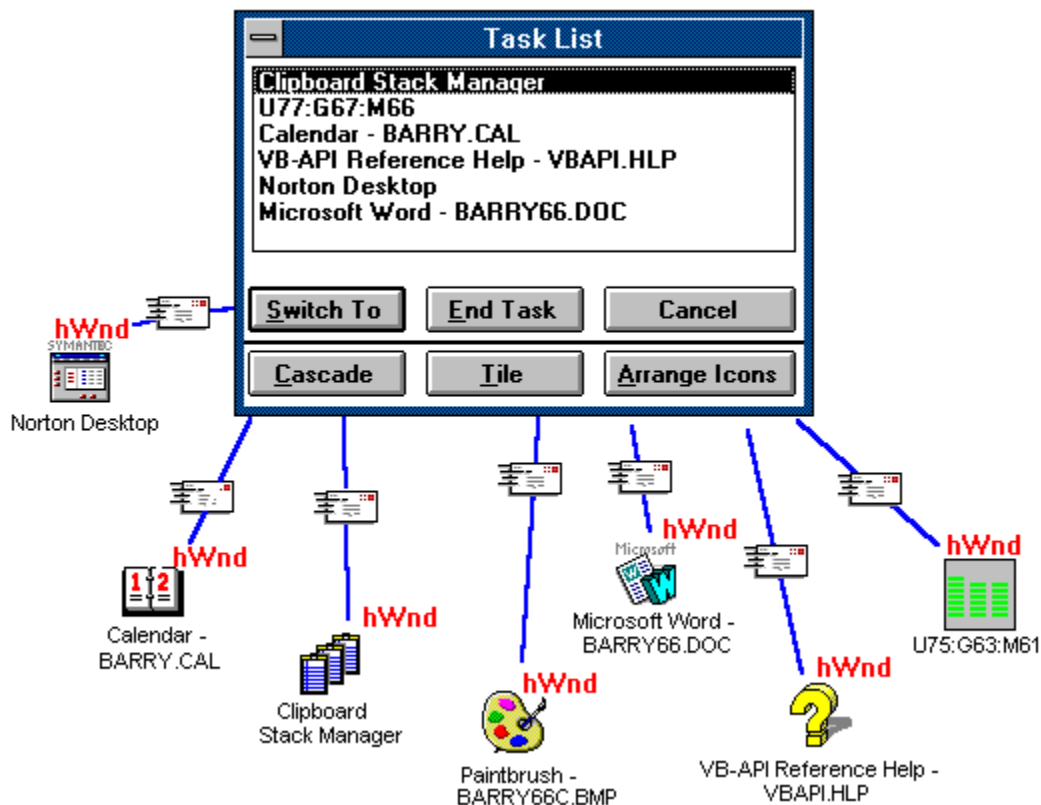 Task List
Clipboard Stack Manager
U77:G67:M66
Calendar - BARRY.CAL
VB-API Reference Help - VBAPI.HLP
Norton Desktop
Microsoft Word - BARRY66.DOC
Switch To
End Task
Cancel
Cascade
Tile
Arrange Icons
hWnd
SYMANTEC
Norton Desktop
hWnd
1 2
Calendar -
BARRY.CAL
hWnd
Clipboard
Stack Manager
hWnd
Paintbrush -
BARRY66C.BMP
hWnd
Microsoft
W
W
Microsoft Word -
BARRY66.DOC
hWnd
?
VB-API Reference Help -
VBAPI.HLP
hWnd
U75:G63:M61